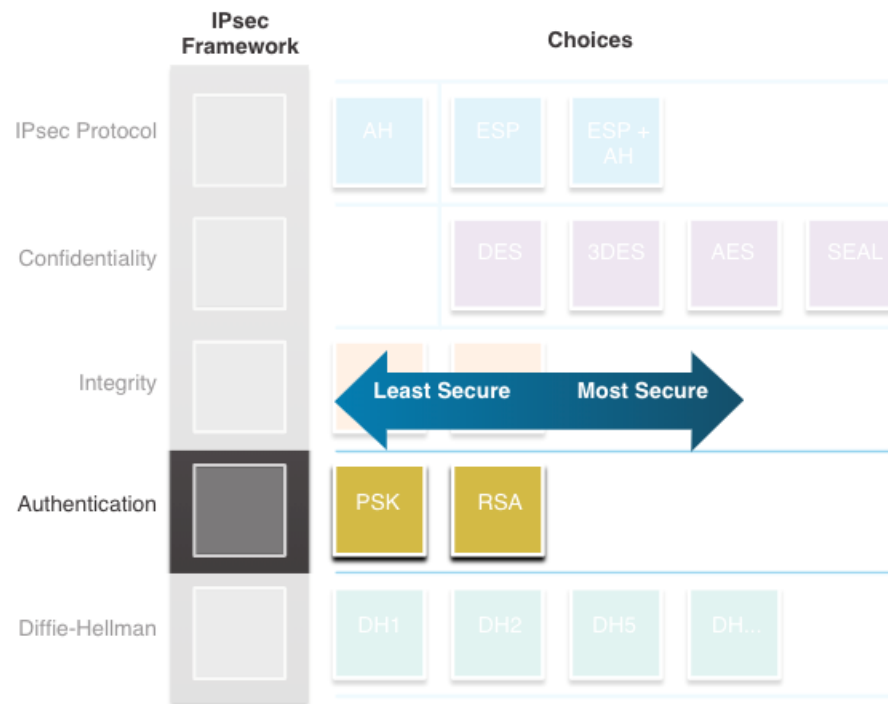 IPsec
Framework
Choices
IPsec Protocol
AH
ESP
ESP +
AH
Confidentiality
DES
3DES
AES
SEAL
Integrity
Least Secure
Most Secure
Authentication
PSK
RSA
Diffie-Hellman
DH1
DH2
DH5
DH...